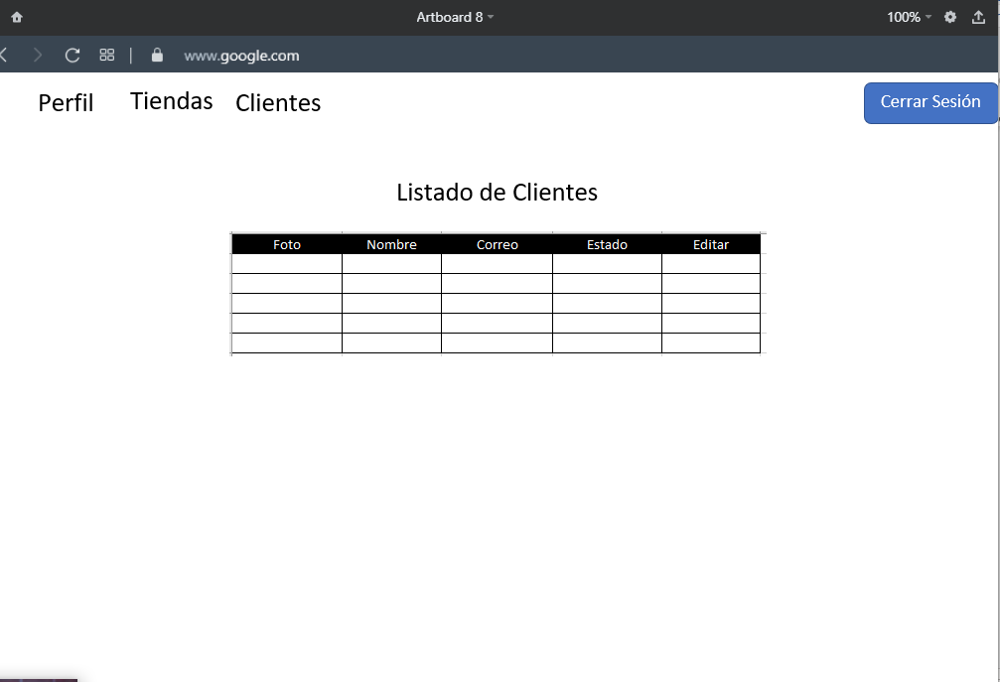 Artboard 8
100%
www.google.com
Perfil Tiendas Clientes
Cerrar Sesión
Listado de Clientes
Foto Nombre Correo Estado Editar